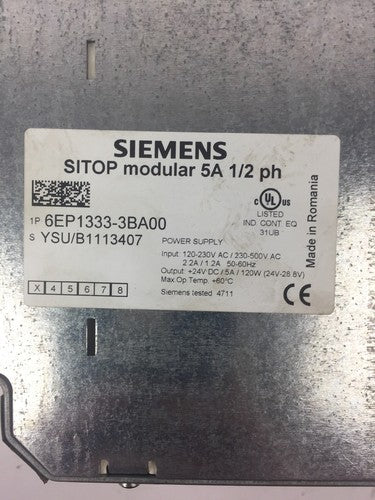 SIEMENS
SITOP modular 5A 1/2 ph
1P 6EP1333-3BA00
S YSU/B1113407
X 4 5 6 7 8
c UL us
LISTED
IND CONT. EQ
31UB
POWER SUPPLY
Input: 120-230V AC / 230-500V AC
2.2A / 1.2A 50-60Hz
Output: +24V DC / 5A / 120W (24V-28.8V)
Max.Op.Temp. +60°C
Siemens tested 4711
CE
Made in Romania